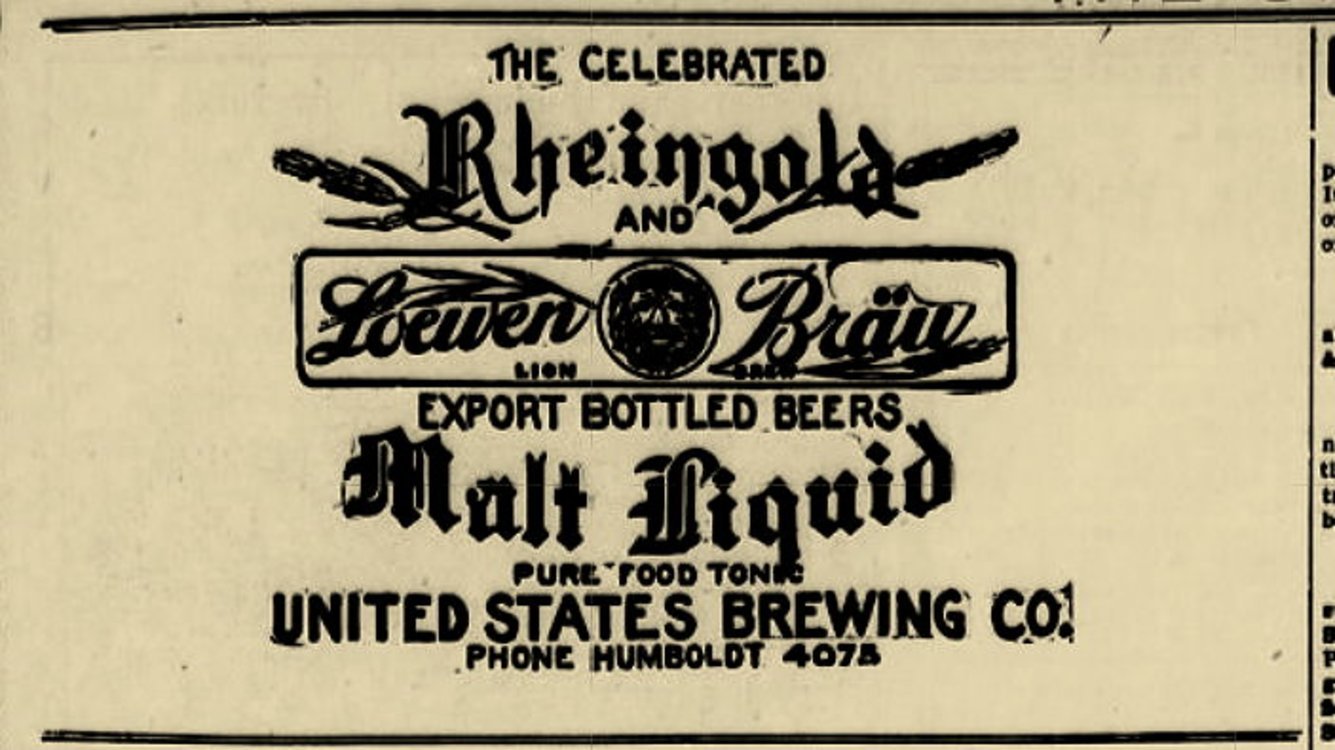 THE CELEBRATED
Rheingold
AND
Loewen Bräu
LION BREW
EXPORT BOTTLED BEERS
Malt Liquid
PURE FOOD TONIC
UNITED STATES BREWING CO.
PHONE HUMBOLDT